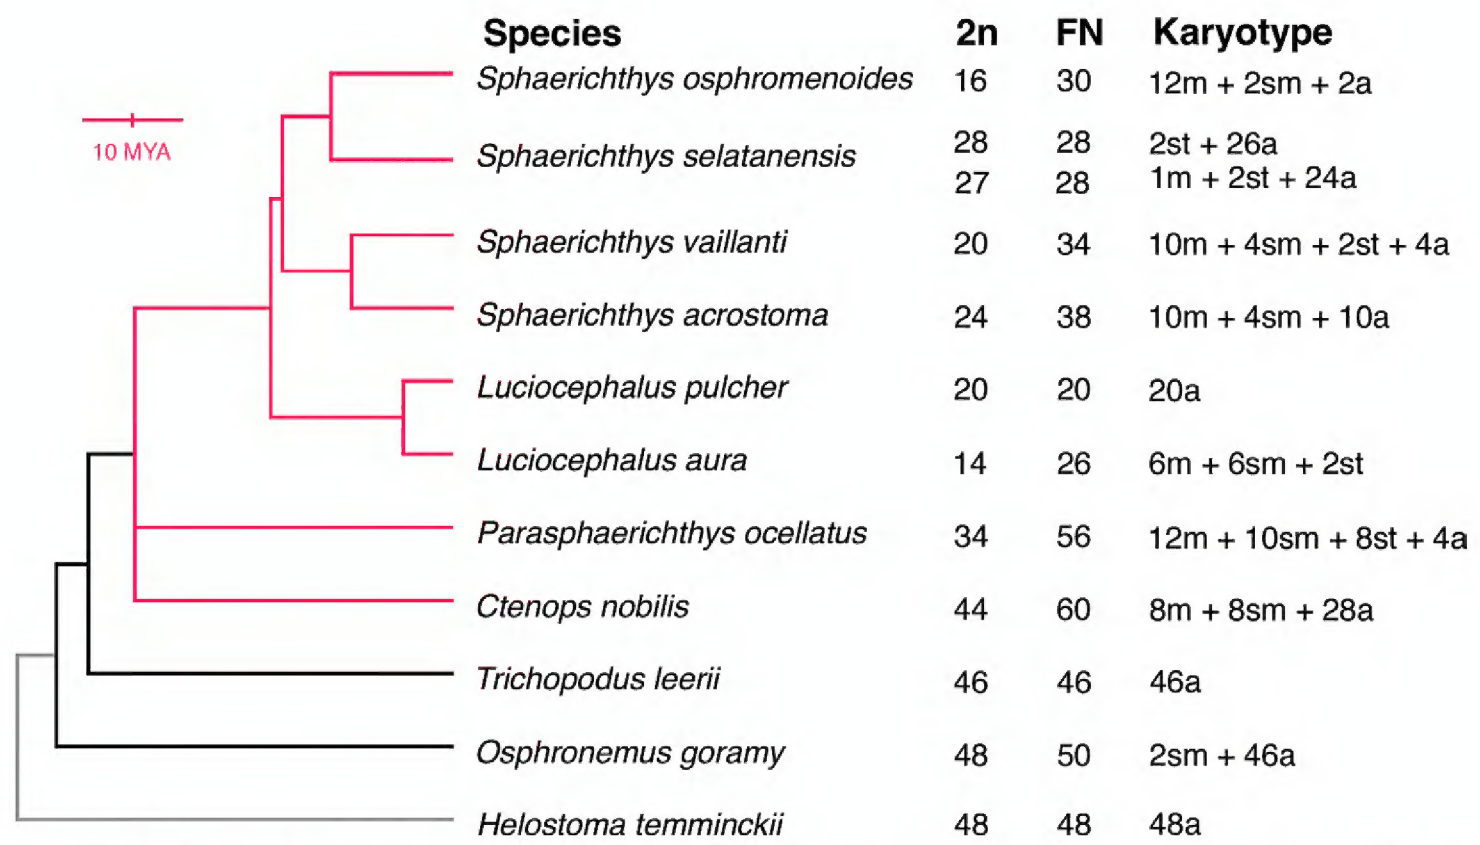 Species 2n FN Karyotype
Sphaerichthys osphromenoides 16 30 12m + 2sm + 2a
10 MYA
Sphaerichthys selatanensis 28 28 2st + 26a
27 28 1m + 2st + 24a
Sphaerichthys vaillanti 20 34 10m + 4sm + 2st + 4a
Sphaerichthys acrostoma 24 38 10m + 4sm + 10a
Luciocephalus pulcher 20 20 20a
Luciocephalus aura 14 26 6m + 6sm + 2st
Parasphaerichthys ocellatus 34 56 12m + 10sm + 8st + 4a
Ctenops nobilis 44 60 8m + 8sm + 28a
Trichopodus leerii 46 46 46a
Osphronemus goramy 48 50 2sm + 46a
Helostoma temminckii 48 48 48a